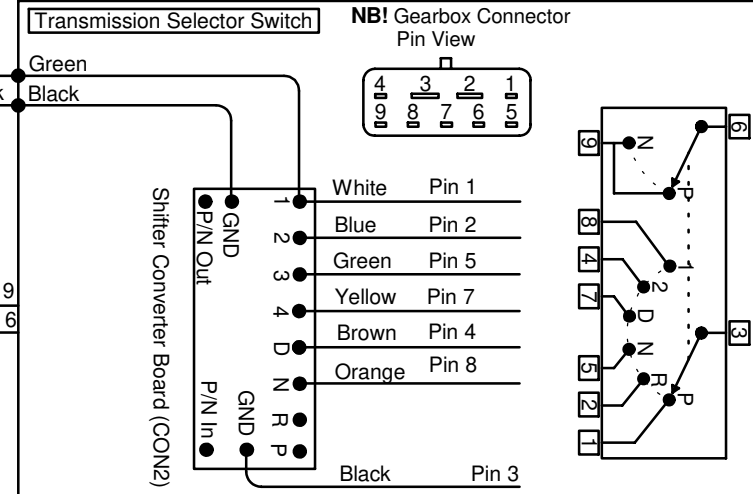 Transmission Selector Switch
NB! Gearbox Connector
Pin View
Green
Black
4 3 2 1
9 8 7 6 5
White Pin 1
Blue Pin 2
Green Pin 5
Yellow Pin 7
Brown Pin 4
Orange Pin 8
Black Pin 3
Shifter Converter Board (CON2)
P/N Out
GND
P/N In
GND
1
2
3
4
D
N
R
P
9
6
9
8
4
7
5
2
1
6
3
N
P
1
2
D
N
R
P